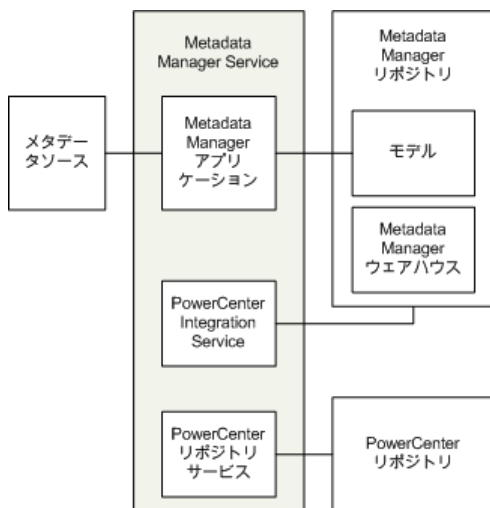 Metadata
Manager Service
Metadata
Manager
リポジトリ
メタデー
タソース
Metadata
Manager
アプリ
ケーション
モデル
Metadata
Manager
ウェアハウス
PowerCenter
Integration
Service
PowerCenter
リポジトリ
サービス
PowerCenter
リポジトリ